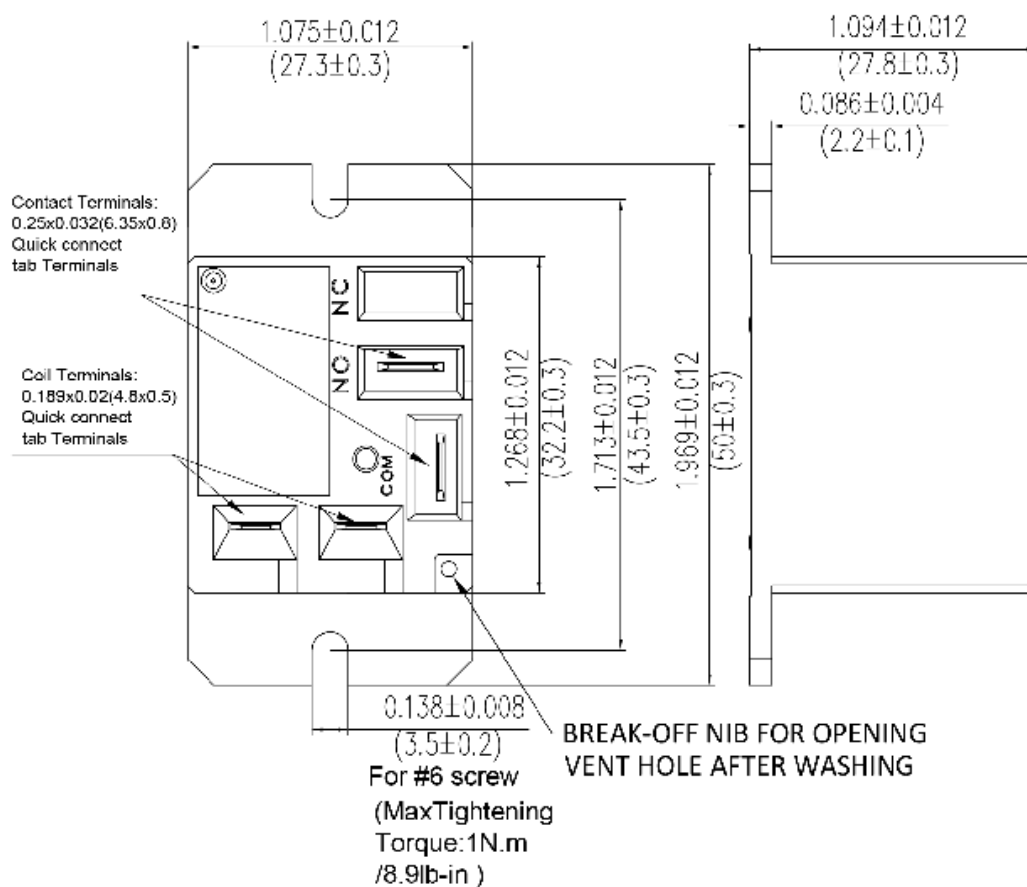 1.075±0.012
(27.3±0.3)
1.094±0.012
(27.8±0.3)
0.086±0.004
(2.2±0.1)
Contact Terminals:
0.25x0.032(6.35x0.8)
Quick connect
tab Terminals
NC
NO
COM
Coil Terminals:
0.189x0.02(4.8x0.5)
Quick connect
tab Terminals
1.268±0.012
(32.2±0.3)
1.713±0.012
(43.5±0.3)
1.969±0.012
(50±0.3)
0.138±0.008
(3.5±0.2)
For #6 screw
(MaxTightening
Torque:1N.m
/8.9lb-in )
BREAK-OFF NIB FOR OPENING
VENT HOLE AFTER WASHING